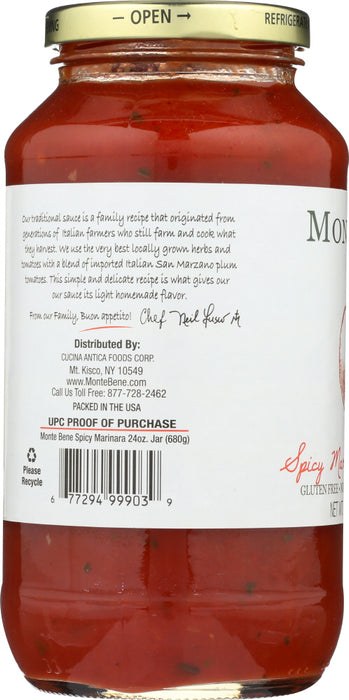 – OPEN →
REFRIGERA
Our traditional sauce is a family recipe that originated from
generations of Italian farmers who still farm and cook what
they harvest. We use the very best locally grown herbs and
tomatoes with a blend of imported Italian San Marzano plum
tomatoes. This simple and delicate recipe is what gives our
our sauce its light homemade flavor.
From our Family, Buon appetito! Chef Neil Fusco
Distributed By:
CUCINA ANTICA FOODS CORP.
Mt. Kisco, NY 10549
www.MonteBene.com
Call Us Toll Free: 877-728-2462
PACKED IN THE USA
UPC PROOF OF PURCHASE
Monte Bene Spicy Marinara 24oz. Jar (680g)
Please
Recycle
6 77294 99903 9
MON
Spicy Ma
GLUTEN FREE
NET W